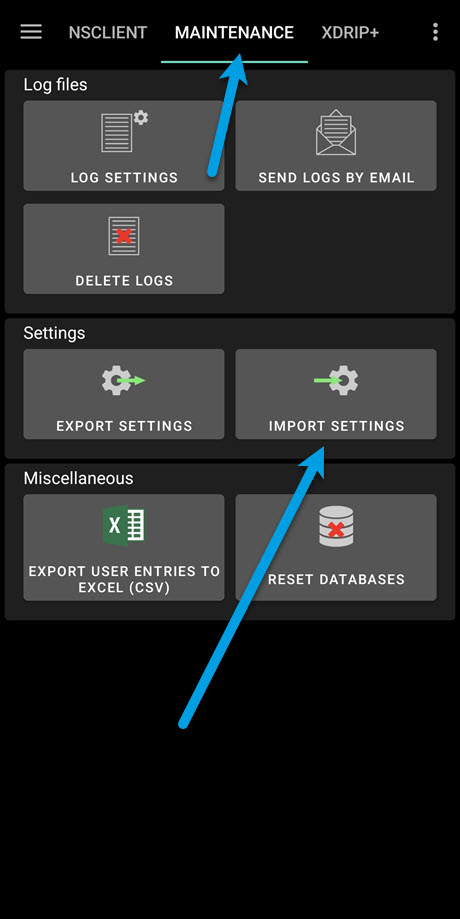 NSCLIENT MAINTENANCE XDRIP+
Log files
LOG SETTINGS SEND LOGS BY EMAIL
DELETE LOGS
Settings
EXPORT SETTINGS IMPORT SETTINGS
Miscellaneous
X
EXPORT USER ENTRIES TO
EXCEL (CSV)
RESET DATABASES